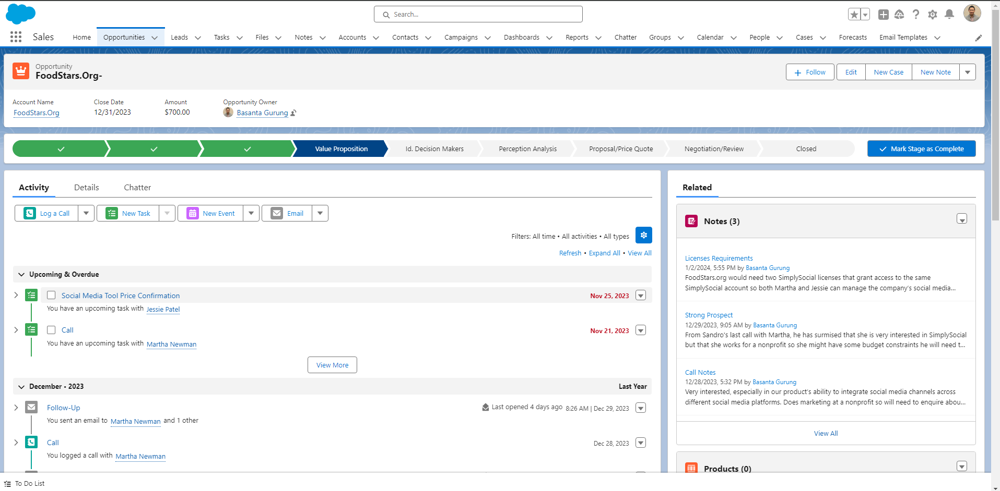 Search...
Sales
Home
Opportunities
Leads
Tasks
Files
Notes
Accounts
Contacts
Campaigns
Dashboards
Reports
Chatter
Groups
Calendar
People
Cases
Forecasts
Email Templates
Opportunity
FoodStars.Org-
Follow
Edit
New Case
New Note
Account Name
Close Date
Amount
Opportunity Owner
FoodStars.Org
12/31/2023
$700.00
Basanta Gurung
Value Proposition
Id. Decision Makers
Perception Analysis
Proposal/Price Quote
Negotiation/Review
Closed
Mark Stage as Complete
Activity
Details
Chatter
Log a Call
New Task
New Event
Email
Filters: All time • All activities • All types
Refresh • Expand All • View All
Upcoming & Overdue
Social Media Tool Price Confirmation
Nov 25, 2023
You have an upcoming task with Jessie Patel
Call
Nov 21, 2023
You have an upcoming task with Martha Newman
View More
December • 2023
Last Year
Follow-Up
Last opened 4 days ago
8:26 AM | Dec 29, 2023
You sent an email to Martha Newman and 1 other
Call
Dec 28, 2023
You logged a call with Martha Newman
Related
Notes (3)
Licenses Requirements
1/2/2024, 5:55 PM by Basanta Gurung
FoodStars.org would need two SimplySocial licenses that grant access to the same
SimplySocial account so both Martha and Jessie can manage the company's social media...
Strong Prospect
12/29/2023, 9:05 AM by Basanta Gurung
From Sandro's last call with Martha, he has surmised that she is very interested in SimplySocial
but that she works for a nonprofit so she might have some budget constraints he will need t...
Call Notes
12/28/2023, 5:32 PM by Basanta Gurung
Very interested, especially in our product's ability to integrate social media channels across
different social media platforms. Does marketing at a nonprofit so will need to enquire abou...
View All
Products (0)
To Do List